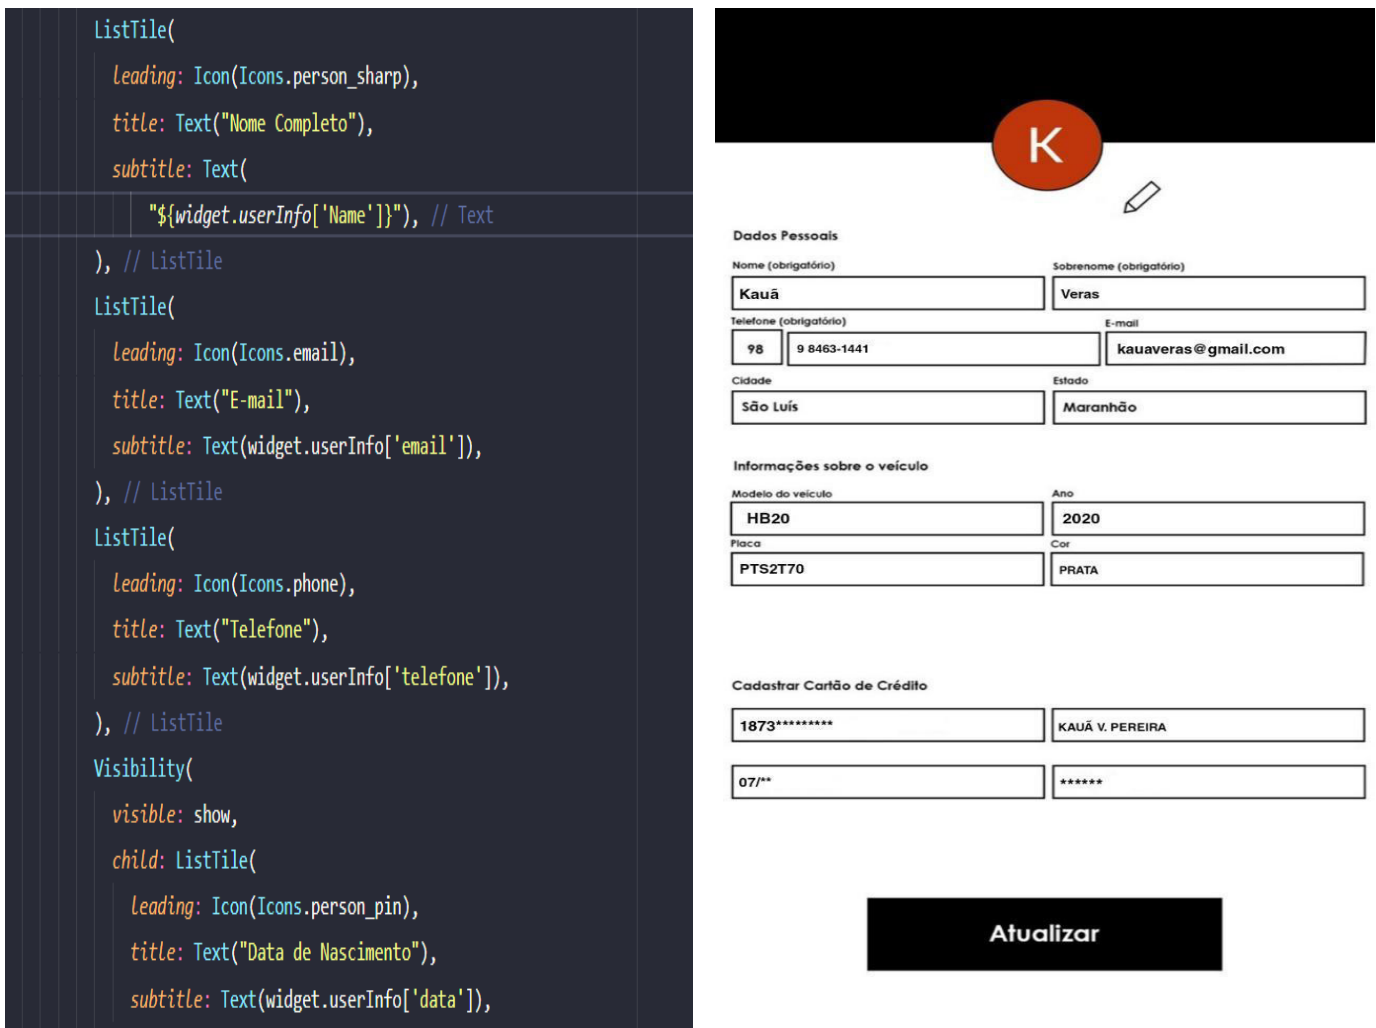 ListTile(
leading: Icon(Icons.person_sharp),
title: Text("Nome Completo"),
subtitle: Text(
"${widget.userInfo['Name']}"), // Text
), // ListTile
ListTile(
leading: Icon(Icons.email),
title: Text("E-mail"),
subtitle: Text(widget.userInfo['email']),
), // ListTile
ListTile(
leading: Icon(Icons.phone),
title: Text("Telefone"),
subtitle: Text(widget.userInfo['telefone']),
), // ListTile
Visibility(
visible: show,
child: ListTile(
leading: Icon(Icons.person_pin),
title: Text("Data de Nascimento"),
subtitle: Text(widget.userInfo['data']),
K
Dados Pessoais
Nome (obrigatório) Sobrenome (obrigatório)
Kauã Veras
Telefone (obrigatório) E-mail
98 9 8463-1441 kauaveras@gmail.com
Cidade Estado
São Luís Maranhão
Informações sobre o veículo
Modelo do veículo Ano
HB20 2020
Placa Cor
PTS2T70 PRATA
Cadastrar Cartão de Crédito
1873********* KAUÃ V. PEREIRA
07/** ******
Atualizar